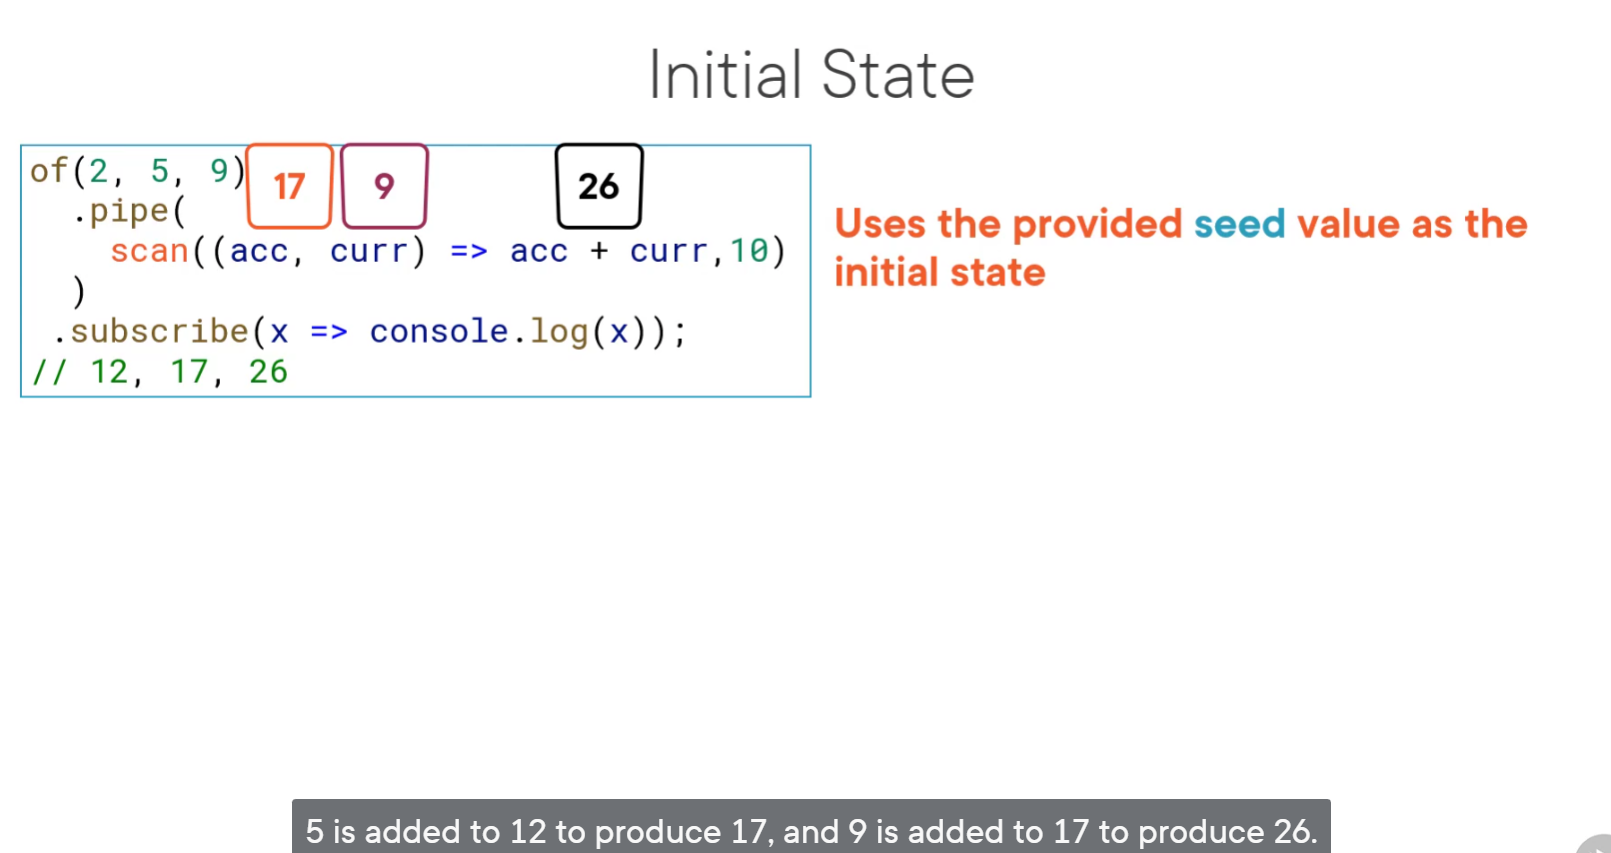 Initial State
of(2, 5, 9)
17
9
26
.pipe(
scan((acc, curr) => acc + curr,10)
)
.subscribe(x => console.log(x));
// 12, 17, 26
Uses the provided seed value as the
initial state
5 is added to 12 to produce 17, and 9 is added to 17 to produce 26.